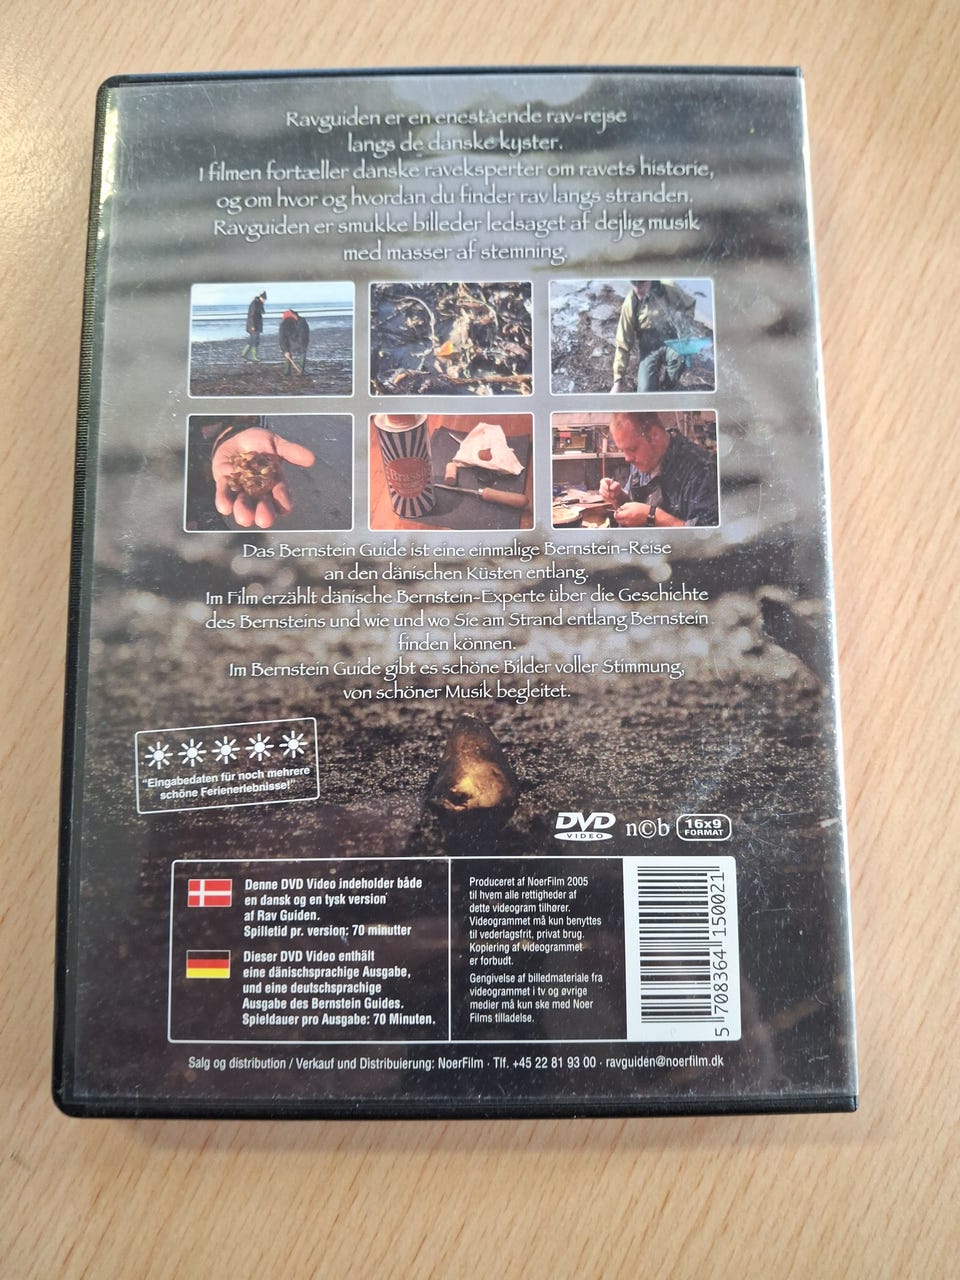 Ravguiden er en enestående rav-rejse
langs de danske kyster.
I filmen fortæller danske raveksperter om ravets historie,
og om hvor og hvordan du finder rav langs stranden.
Ravguiden er smukke billeder ledsaget af dejlig musik
med masser af stemning.
Das Bernstein Guide ist eine einmalige Bernstein-Reise
an den dänischen Küsten entlang.
Im Film erzählt dänische Bernstein-Experte über die Geschichte
des Bernsteins und wie und wo Sie am Strand entlang Bernstein
finden können.
Im Bernstein Guide gibt es schöne Bilder voller Stimmung,
von schöner Musik begleitet.
"Eingabedaten für noch mehrere
schöne Ferienerlebnisse!"
DVD
VIDEO
n©b
16x9
FORMAT
Denne DVD Video indeholder både
en dansk og en tysk version
af Rav Guiden.
Spilletid pr. version: 70 minutter
Dieser DVD Video enthält
eine dänischsprachige Ausgabe,
und eine deutschsprachige
Ausgabe des Bernstein Guides.
Spieldauer pro Ausgabe: 70 Minuten.
Produceret af NoerFilm 2005
til hvem alle rettigheder af
dette videogram tilhører.
Videogrammet må kun benyttes
til vederlagsfrit, privat brug.
Kopiering af videogrammet
er forbudt.
Gengivelse af billedmateriale fra
videogrammet i tv og øvrige
medier må kun ske med Noer
Films tilladelse.
5 708364 150021
Salg og distribution / Verkauf und Distribuierung: NoerFilm · Tlf. +45 22 81 93 00 · ravguiden@noerfilm.dk